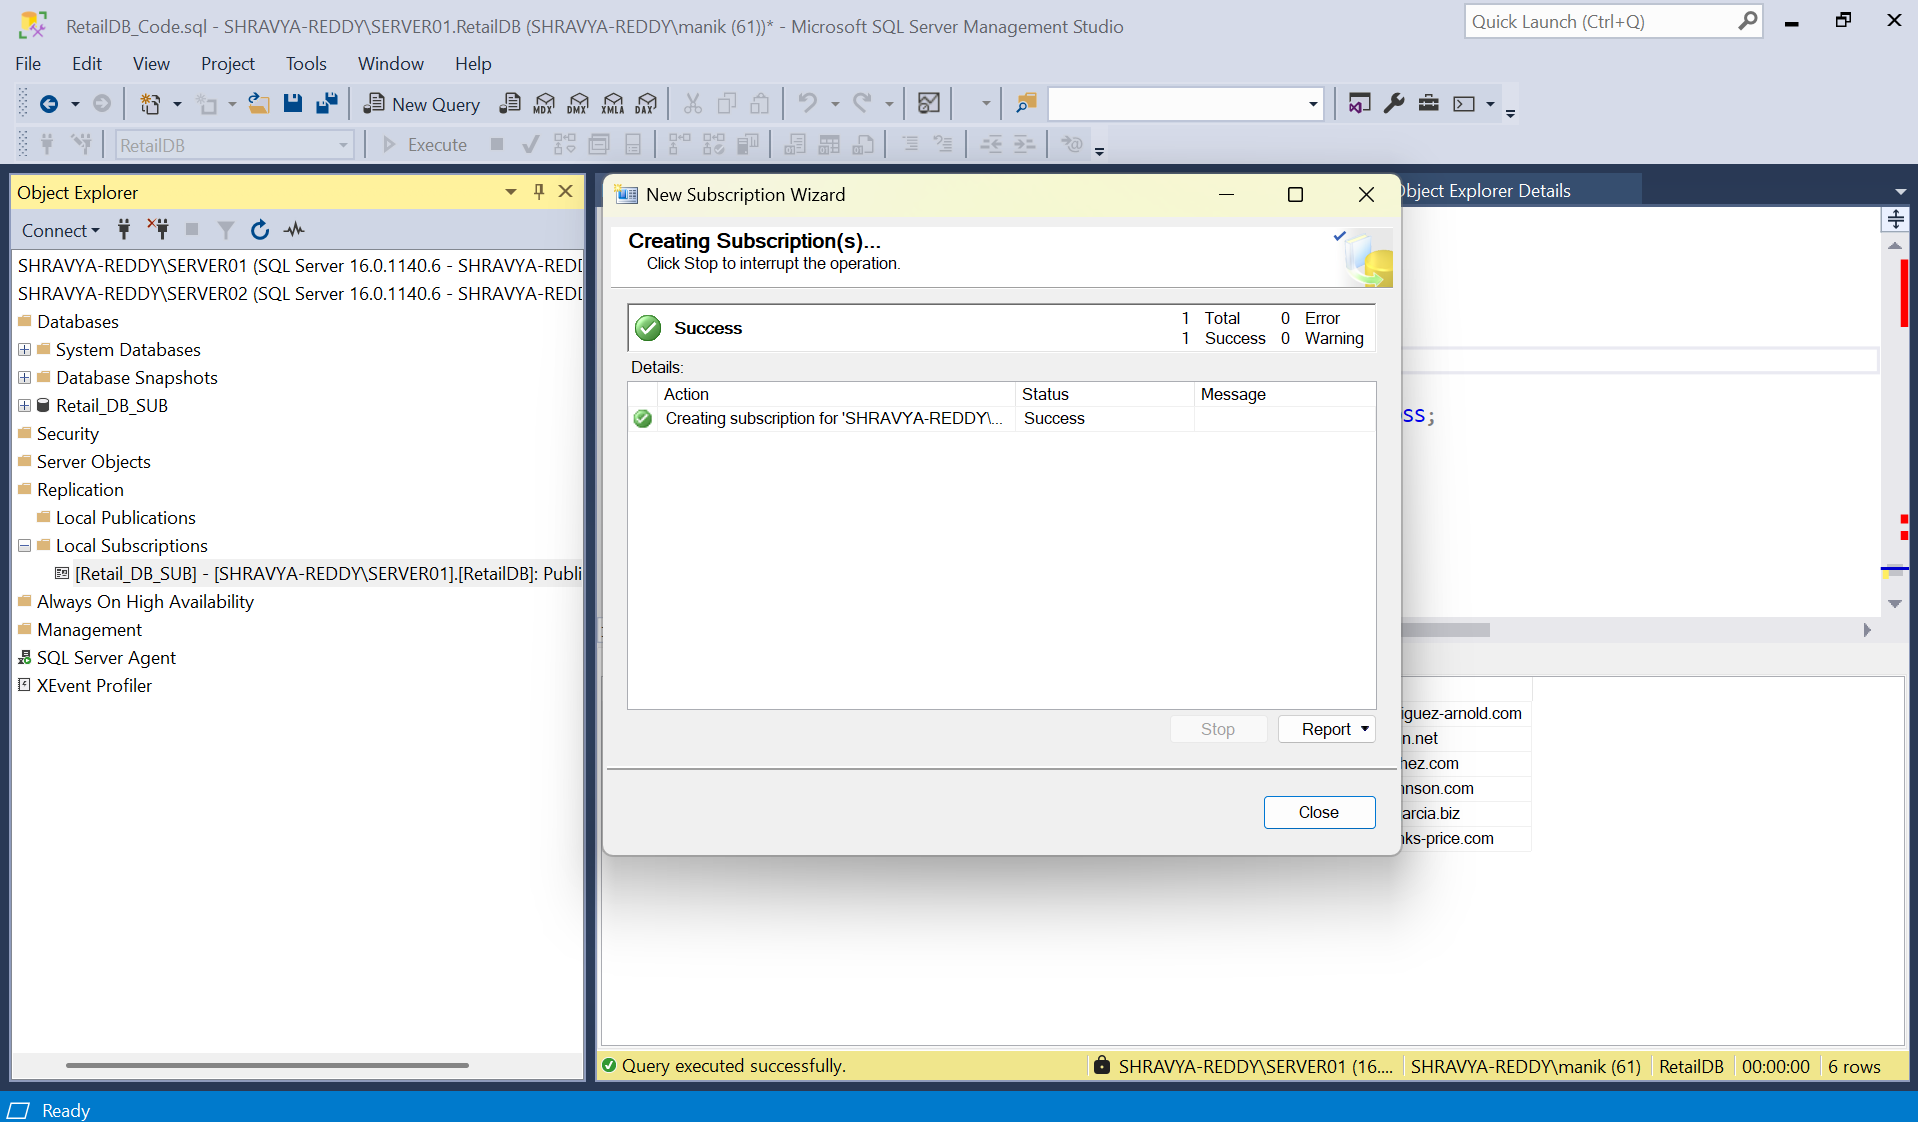 RetailDB_Code.sql - SHRAVYA-REDDY\SERVER01.RetailDB (SHRAVYA-REDDY\manik (61))* - Microsoft SQL Server Management Studio
Quick Launch (Ctrl+Q)
File Edit View Project Tools Window Help
New Query MDX DMX XMLA DAX
RetailDB Execute
Object Explorer
Connect
SHRAVYA-REDDY\SERVER01 (SQL Server 16.0.1140.6 - SHRAVYA-RED
SHRAVYA-REDDY\SERVER02 (SQL Server 16.0.1140.6 - SHRAVYA-RED
Databases
System Databases
Database Snapshots
Retail_DB_SUB
Security
Server Objects
Replication
Local Publications
Local Subscriptions
[Retail_DB_SUB] - [SHRAVYA-REDDY\SERVER01].[RetailDB]: Publi
Always On High Availability
Management
SQL Server Agent
XEvent Profiler
New Subscription Wizard
Creating Subscription(s)...
Click Stop to interrupt the operation.
Success
1 Total 0 Error
1 Success 0 Warning
Details:
Action Status Message
Creating subscription for 'SHRAVYA-REDDY\... Success
Stop Report
Close
bject Explorer Details
ss;
iguez-arnold.com
n.net
hez.com
nnson.com
arcia.biz
nks-price.com
Query executed successfully.
SHRAVYA-REDDY\SERVER01 (16.... SHRAVYA-REDDY\manik (61) RetailDB 00:00:00 6 rows
Ready